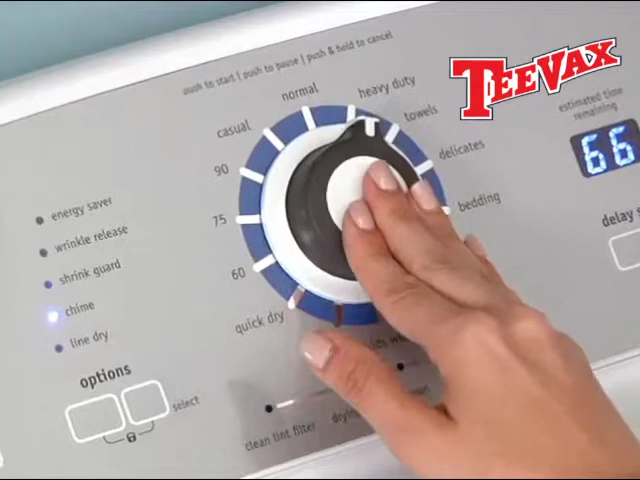 push to start | push to pause | push & hold to cancel
TEEVAX
normal
heavy duty
casual
towels
estimated time
remaining
90
delicates
66
energy saver
wrinkle release
75
bedding
shrink guard
delay
chime
60
line dry
quick dry
options
select
clean lint filter